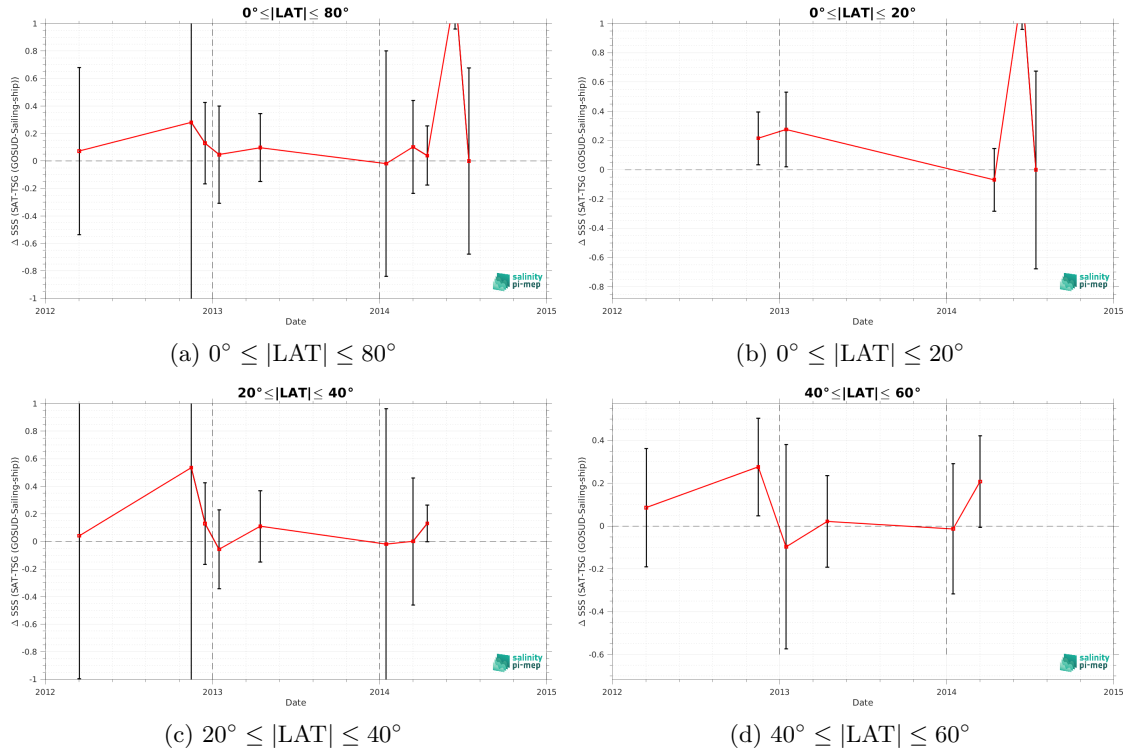 0°≤|LAT|≤ 80°
1
0.8
0.6
0.4
0.2
0
-0.2
-0.4
-0.6
-0.8
-1
Δ SSS (SAT-TSG (GOSUD-Sailing-ship))
2012
2013
2014
2015
Date
salinity
pi-mep
(a) 0° ≤ |LAT| ≤ 80°
0°≤|LAT|≤ 20°
1
0.8
0.6
0.4
0.2
0
-0.2
-0.4
-0.6
-0.8
Δ SSS (SAT-TSG (GOSUD-Sailing-ship))
2012
2013
2014
2015
Date
salinity
pi-mep
(b) 0° ≤ |LAT| ≤ 20°
20°≤|LAT|≤ 40°
1
0.8
0.6
0.4
0.2
0
-0.2
-0.4
-0.6
-0.8
-1
Δ SSS (SAT-TSG (GOSUD-Sailing-ship))
2012
2013
2014
2015
Date
salinity
pi-mep
(c) 20° ≤ |LAT| ≤ 40°
40°≤|LAT|≤ 60°
0.4
0.2
0
-0.2
-0.4
-0.6
Δ SSS (SAT-TSG (GOSUD-Sailing-ship))
2012
2013
2014
2015
Date
salinity
pi-mep
(d) 40° ≤ |LAT| ≤ 60°